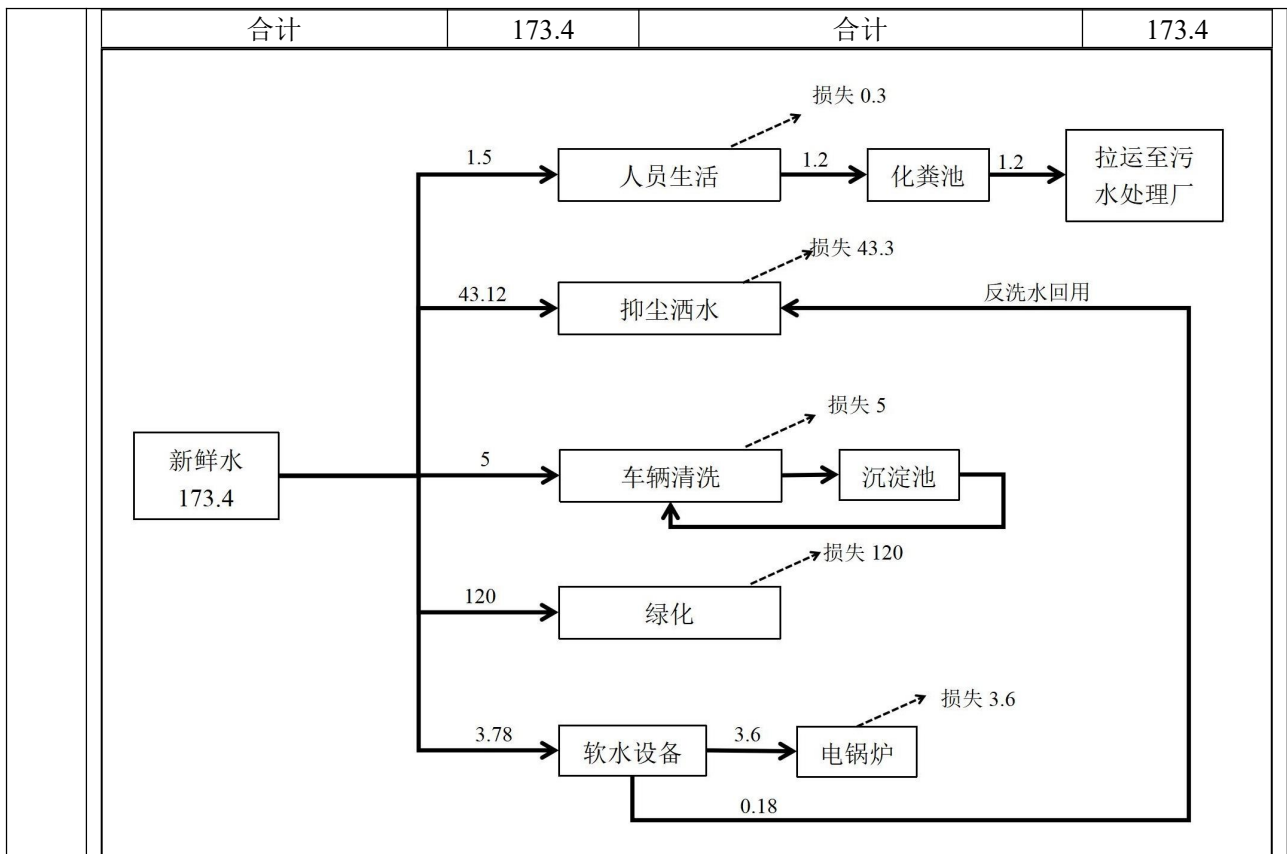 合计 173.4 合计 173.4
损失 0.3
1.5 人员生活 1.2 化粪池 1.2 拉运至污
水处理厂
损失 43.3
43.12 抑尘洒水 反洗水回用
损失 5
新鲜水
173.4
5 车辆清洗 沉淀池
损失 120
120 绿化
损失 3.6
3.78 软水设备 3.6 电锅炉
0.18